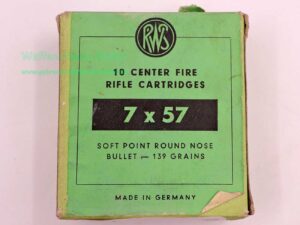 RWS
10 CENTER FIRE
RIFLE CARTRIDGES
7 x 57
SOFT POINT ROUND NOSE
BULLET — 139 GRAINS
MADE IN GERMANY